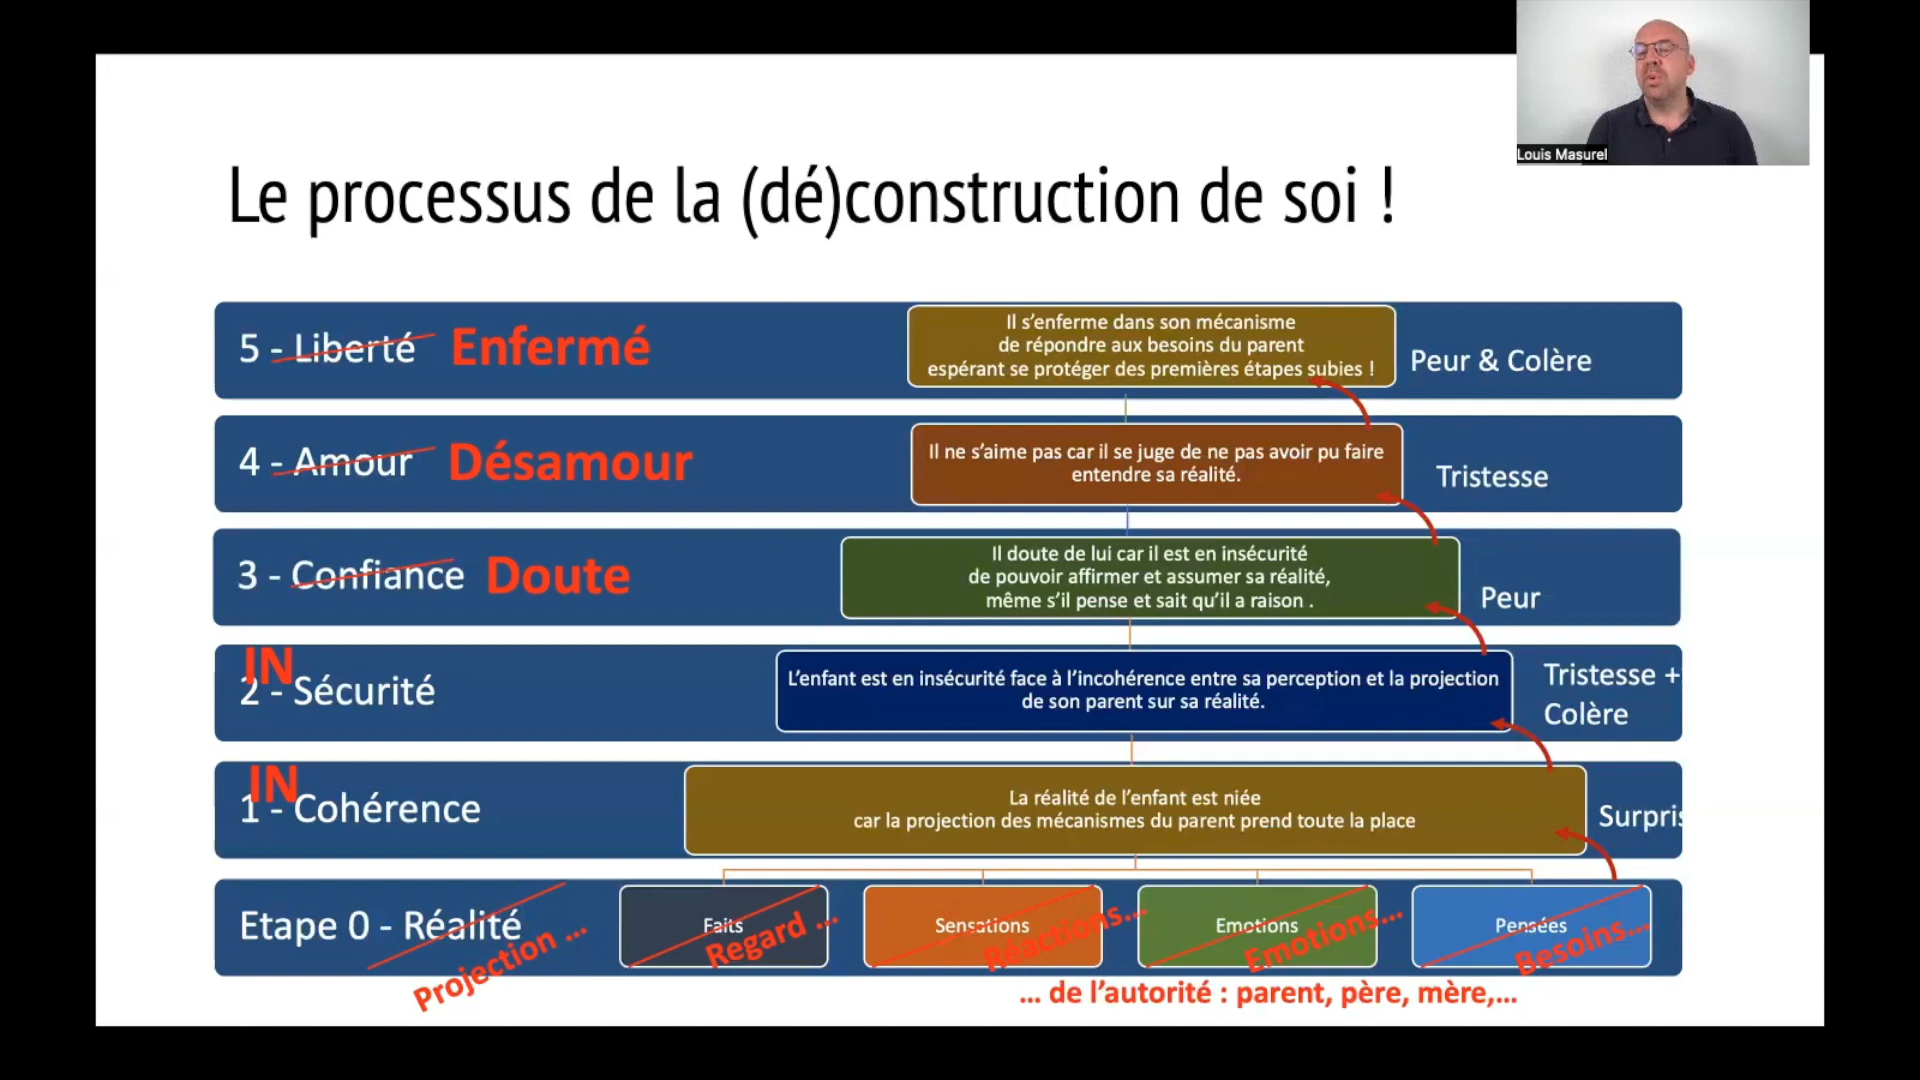 Louis Masurel
Le processus de la (dé)construction de soi !
5 - Liberté Enfermé
Il s'enferme dans son mécanisme
de répondre aux besoins du parent
espérant se protéger des premières étapes subies !
Peur & Colère
4 - Amour Désamour
Il ne s'aime pas car il se juge de ne pas avoir pu faire
entendre sa réalité.
Tristesse
3 - Confiance Doute
Il doute de lui car il est en insécurité
de pouvoir affirmer et assumer sa réalité,
même s'il pense et sait qu'il a raison .
Peur
IN
2 - Sécurité
L'enfant est en insécurité face à l'incohérence entre sa perception et la projection
de son parent sur sa réalité.
Tristesse +
Colère
IN
1 - Cohérence
La réalité de l'enfant est niée
car la projection des mécanismes du parent prend toute la place
Surpris
Etape 0 - Réalité
Projection ...
Faits
Regard ...
Sensations
Réactions...
Emotions
Emotions...
Pensées
Besoins...
... de l'autorité : parent, père, mère,...